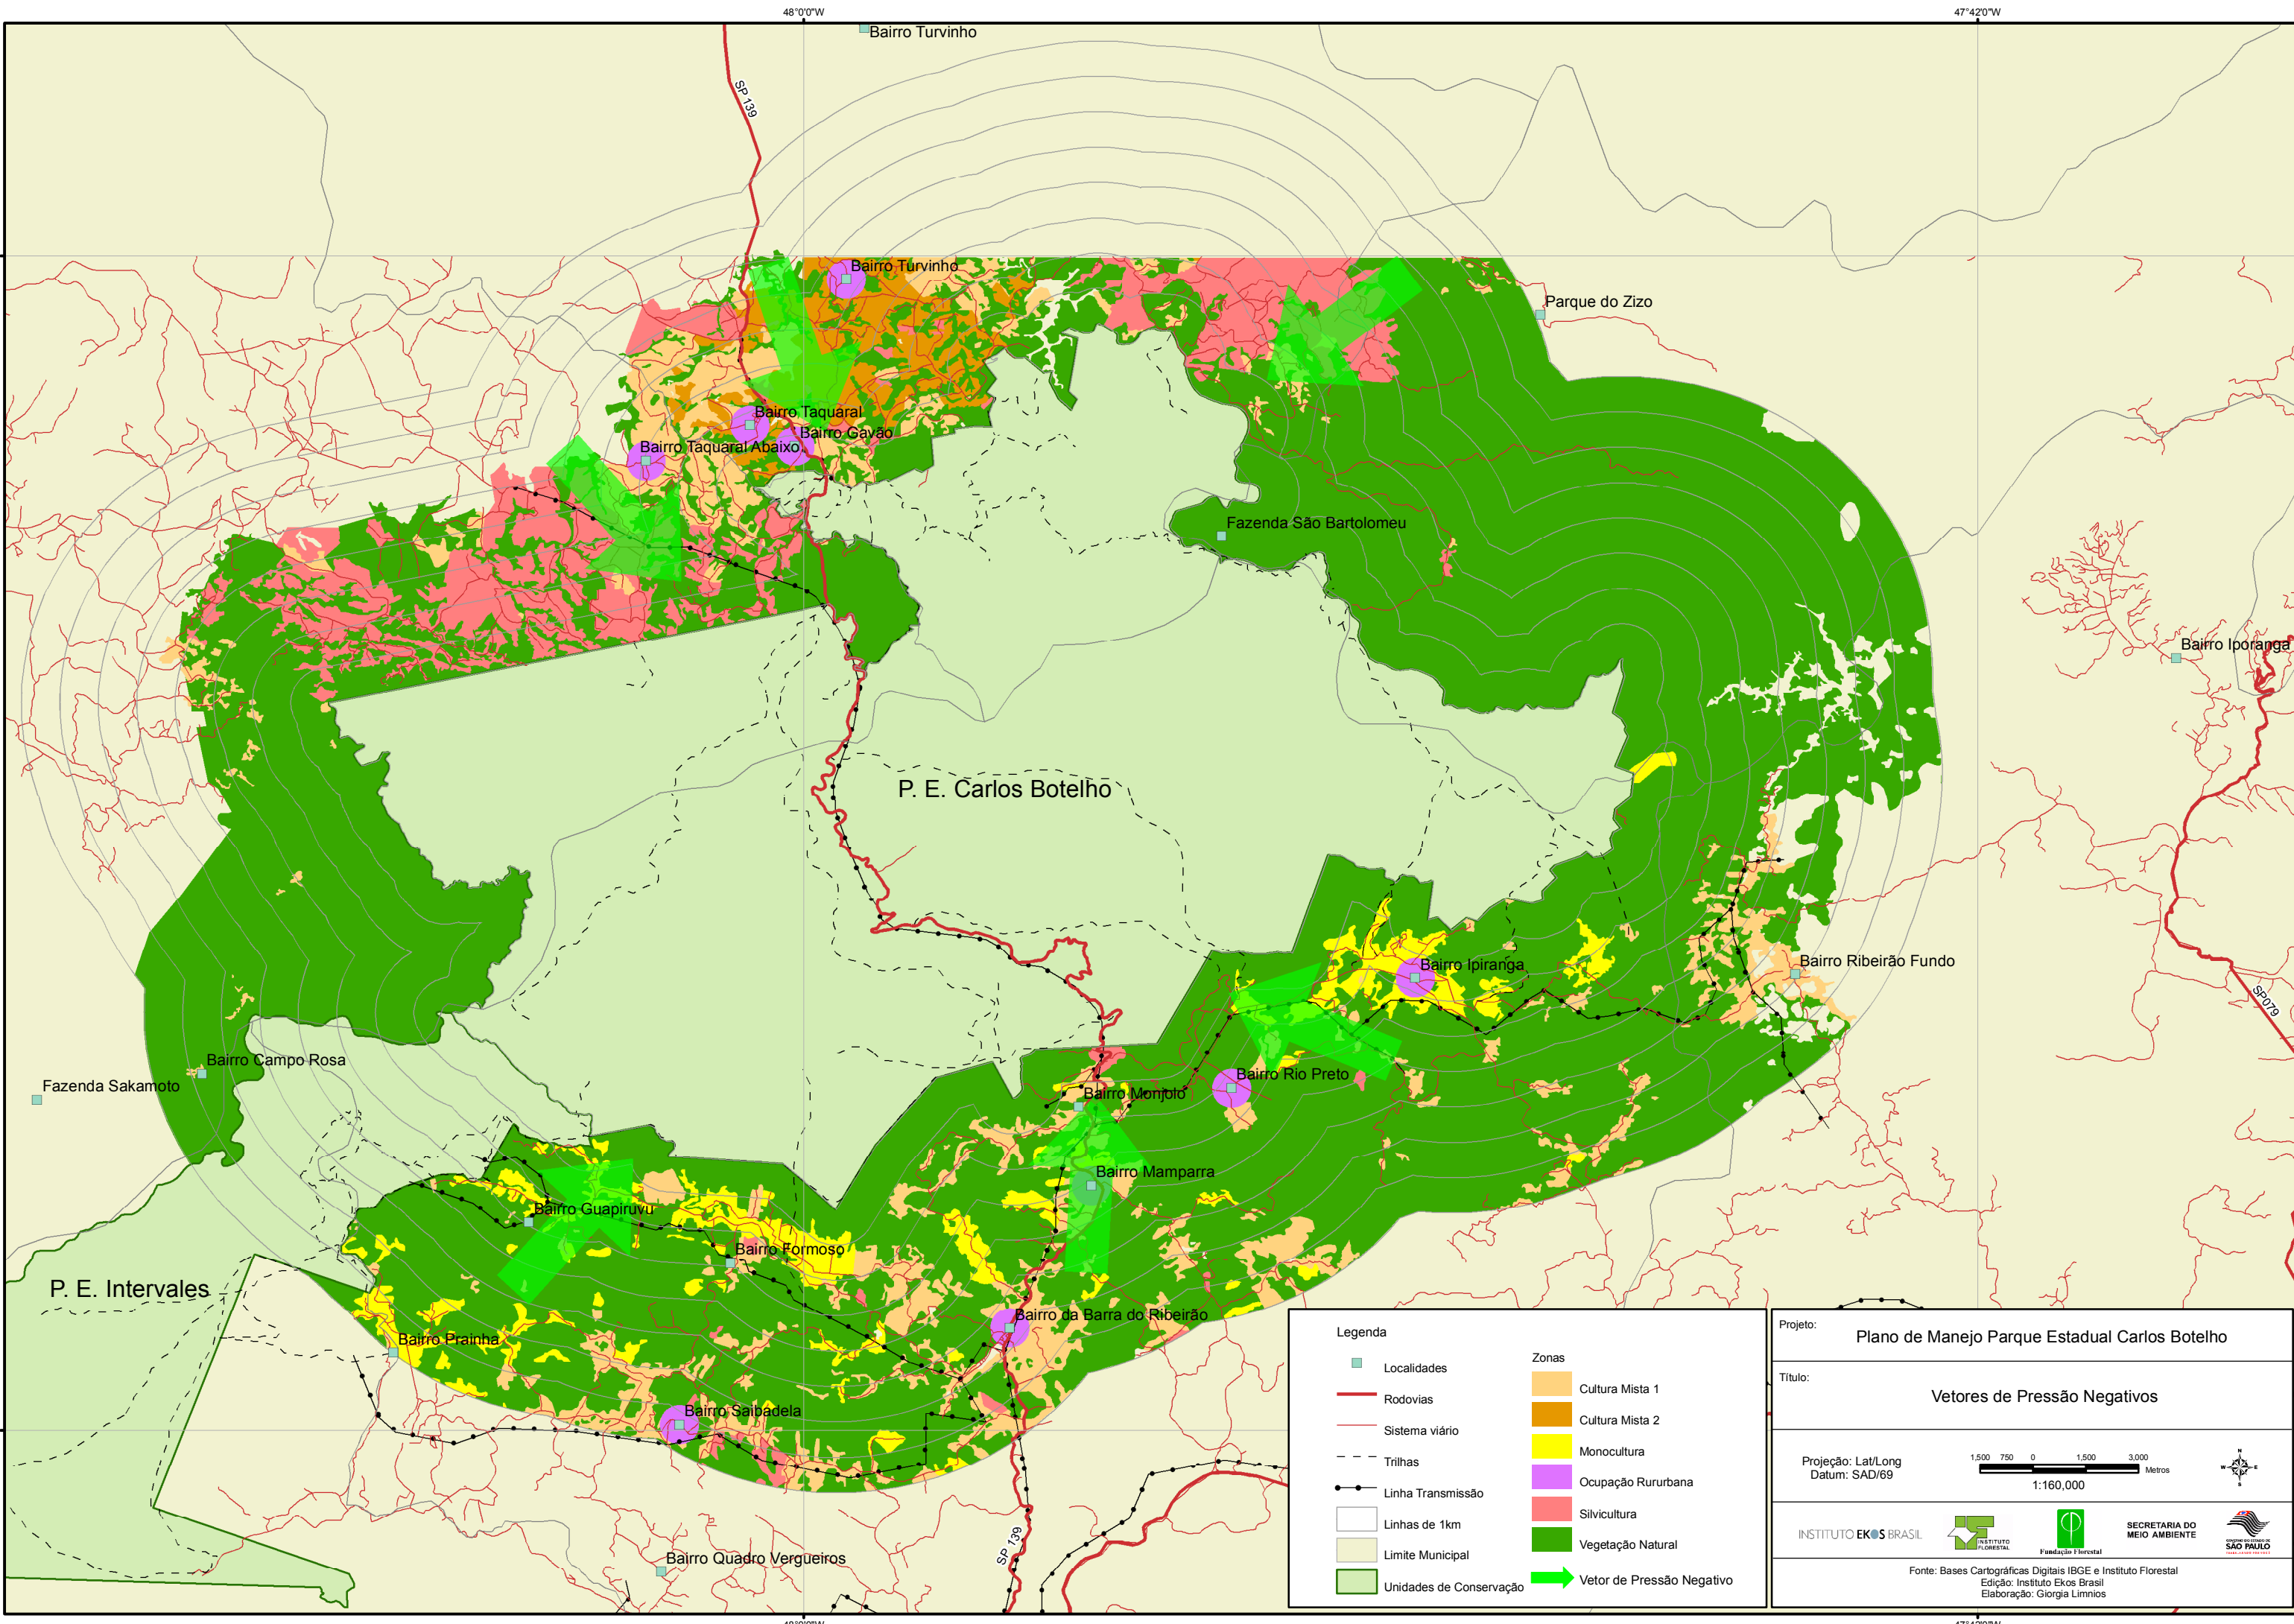 48°0'0"W
47°42'0"W
Bairro Turvinho
SP 139
Bairro Turvinho
Parque do Zizo
Bairro Taquaral
Bairro Gavão
Bairro Taquaral Abaixo
Fazenda São Bartolomeu
Bairro Iporanga
P. E. Carlos Botelho
Bairro Ipiranga
Bairro Ribeirão Fundo
SP079
Bairro Campo Rosa
Fazenda Sakamoto
Bairro Rio Preto
Bairro Monjolo
Bairro Mamparra
Bairro Guapiruvu
Bairro Formoso
P. E. Intervales
Bairro da Barra do Ribeirão
Bairro Prainha
Bairro Saibadela
SP 139
Bairro Quadro Vergueiros
Legenda
Localidades
Rodovias
Sistema viário
Trilhas
Linha Transmissão
Linhas de 1km
Limite Municipal
Unidades de Conservação
Zonas
Cultura Mista 1
Cultura Mista 2
Monocultura
Ocupação Rururbana
Silvicultura
Vegetação Natural
Vetor de Pressão Negativo
Projeto:
Plano de Manejo Parque Estadual Carlos Botelho
Título:
Vetores de Pressão Negativos
Projeção: Lat/Long
Datum: SAD/69
1,500 750 0 1,500 3,000
Metros
1:160,000
N
W E
S
INSTITUTO EKOS BRASIL
INSTITUTO
FLORESTAL
Fundação Florestal
SECRETARIA DO
MEIO AMBIENTE
SÃO PAULO
Fonte: Bases Cartográficas Digitais IBGE e Instituto Florestal
Edição: Instituto Ekos Brasil
Elaboração: Giorgia Limnios